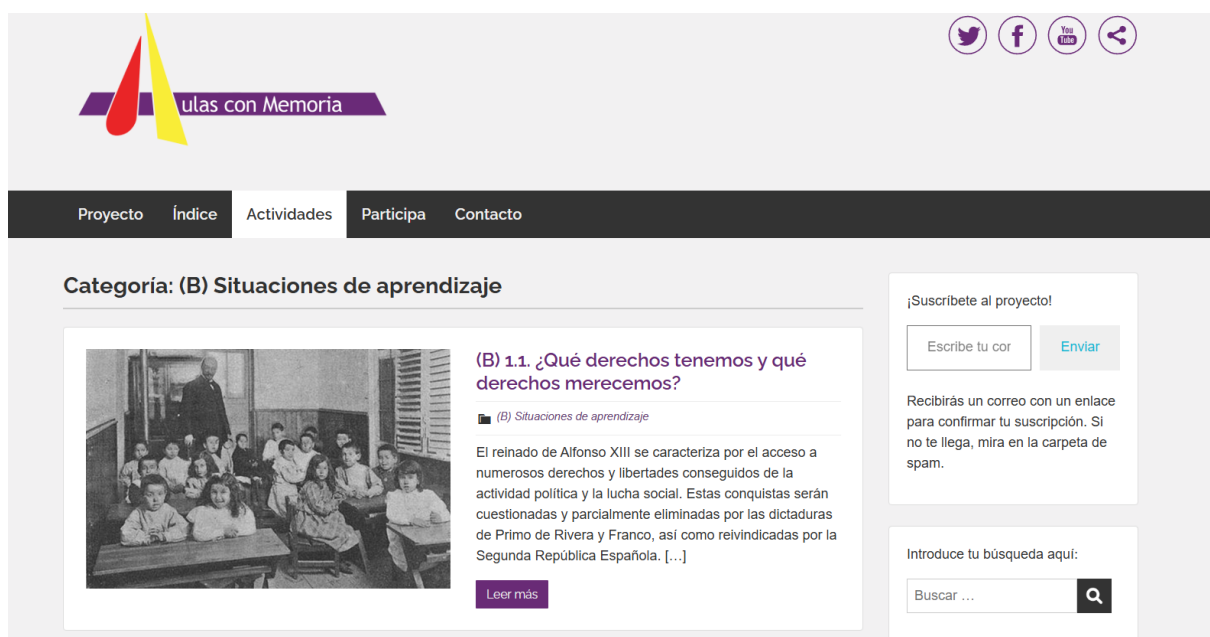 ulas con Memoria
You
Tube
Proyecto Índice Actividades Participa Contacto
Categoría: (B) Situaciones de aprendizaje
(B) 1.1. ¿Qué derechos tenemos y qué
derechos merecemos?
(B) Situaciones de aprendizaje
El reinado de Alfonso XIII se caracteriza por el acceso a
numerosos derechos y libertades conseguidos de la
actividad política y la lucha social. Estas conquistas serán
cuestionadas y parcialmente eliminadas por las dictaduras
de Primo de Rivera y Franco, así como reivindicadas por la
Segunda República Española. […]
Leer más
¡Suscríbete al proyecto!
Escribe tu cor Enviar
Recibirás un correo con un enlace
para confirmar tu suscripción. Si
no te llega, mira en la carpeta de
spam.
Introduce tu búsqueda aquí:
Buscar …